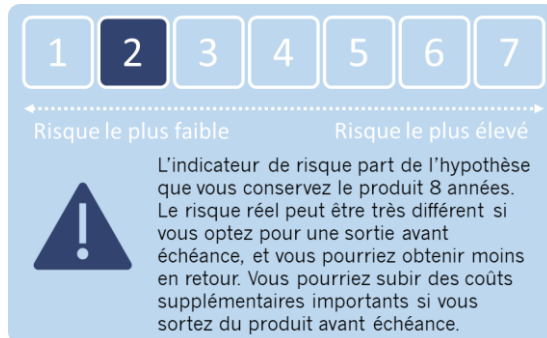 1 2 3 4 5 6 7
Risque le plus faible Risque le plus élevé
L'indicateur de risque part de l'hypothèse
que vous conservez le produit 8 années.
Le risque réel peut être très différent si
vous optez pour une sortie avant
échéance, et vous pourriez obtenir moins
en retour. Vous pourriez subir des coûts
supplémentaires importants si vous
sortez du produit avant échéance.